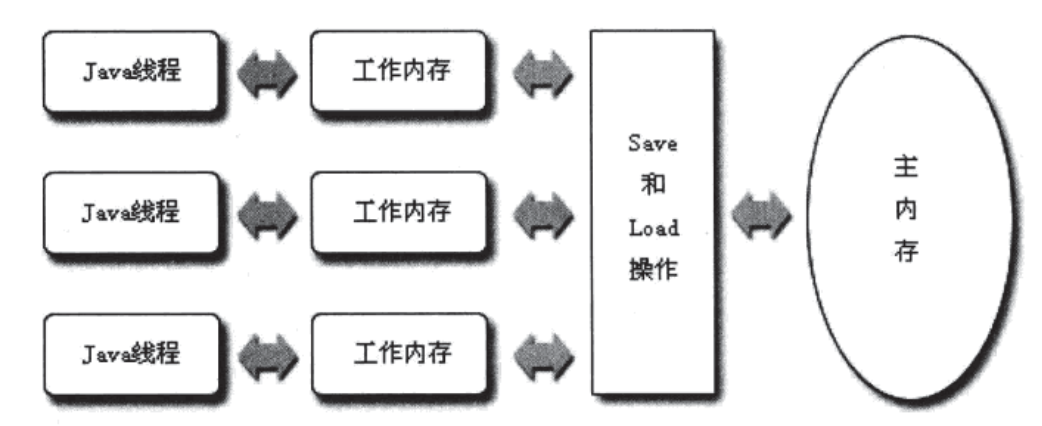 Java线程
工作内存
Java线程
工作内存
Java线程
工作内存
Save
和
Load
操作
主
内
存